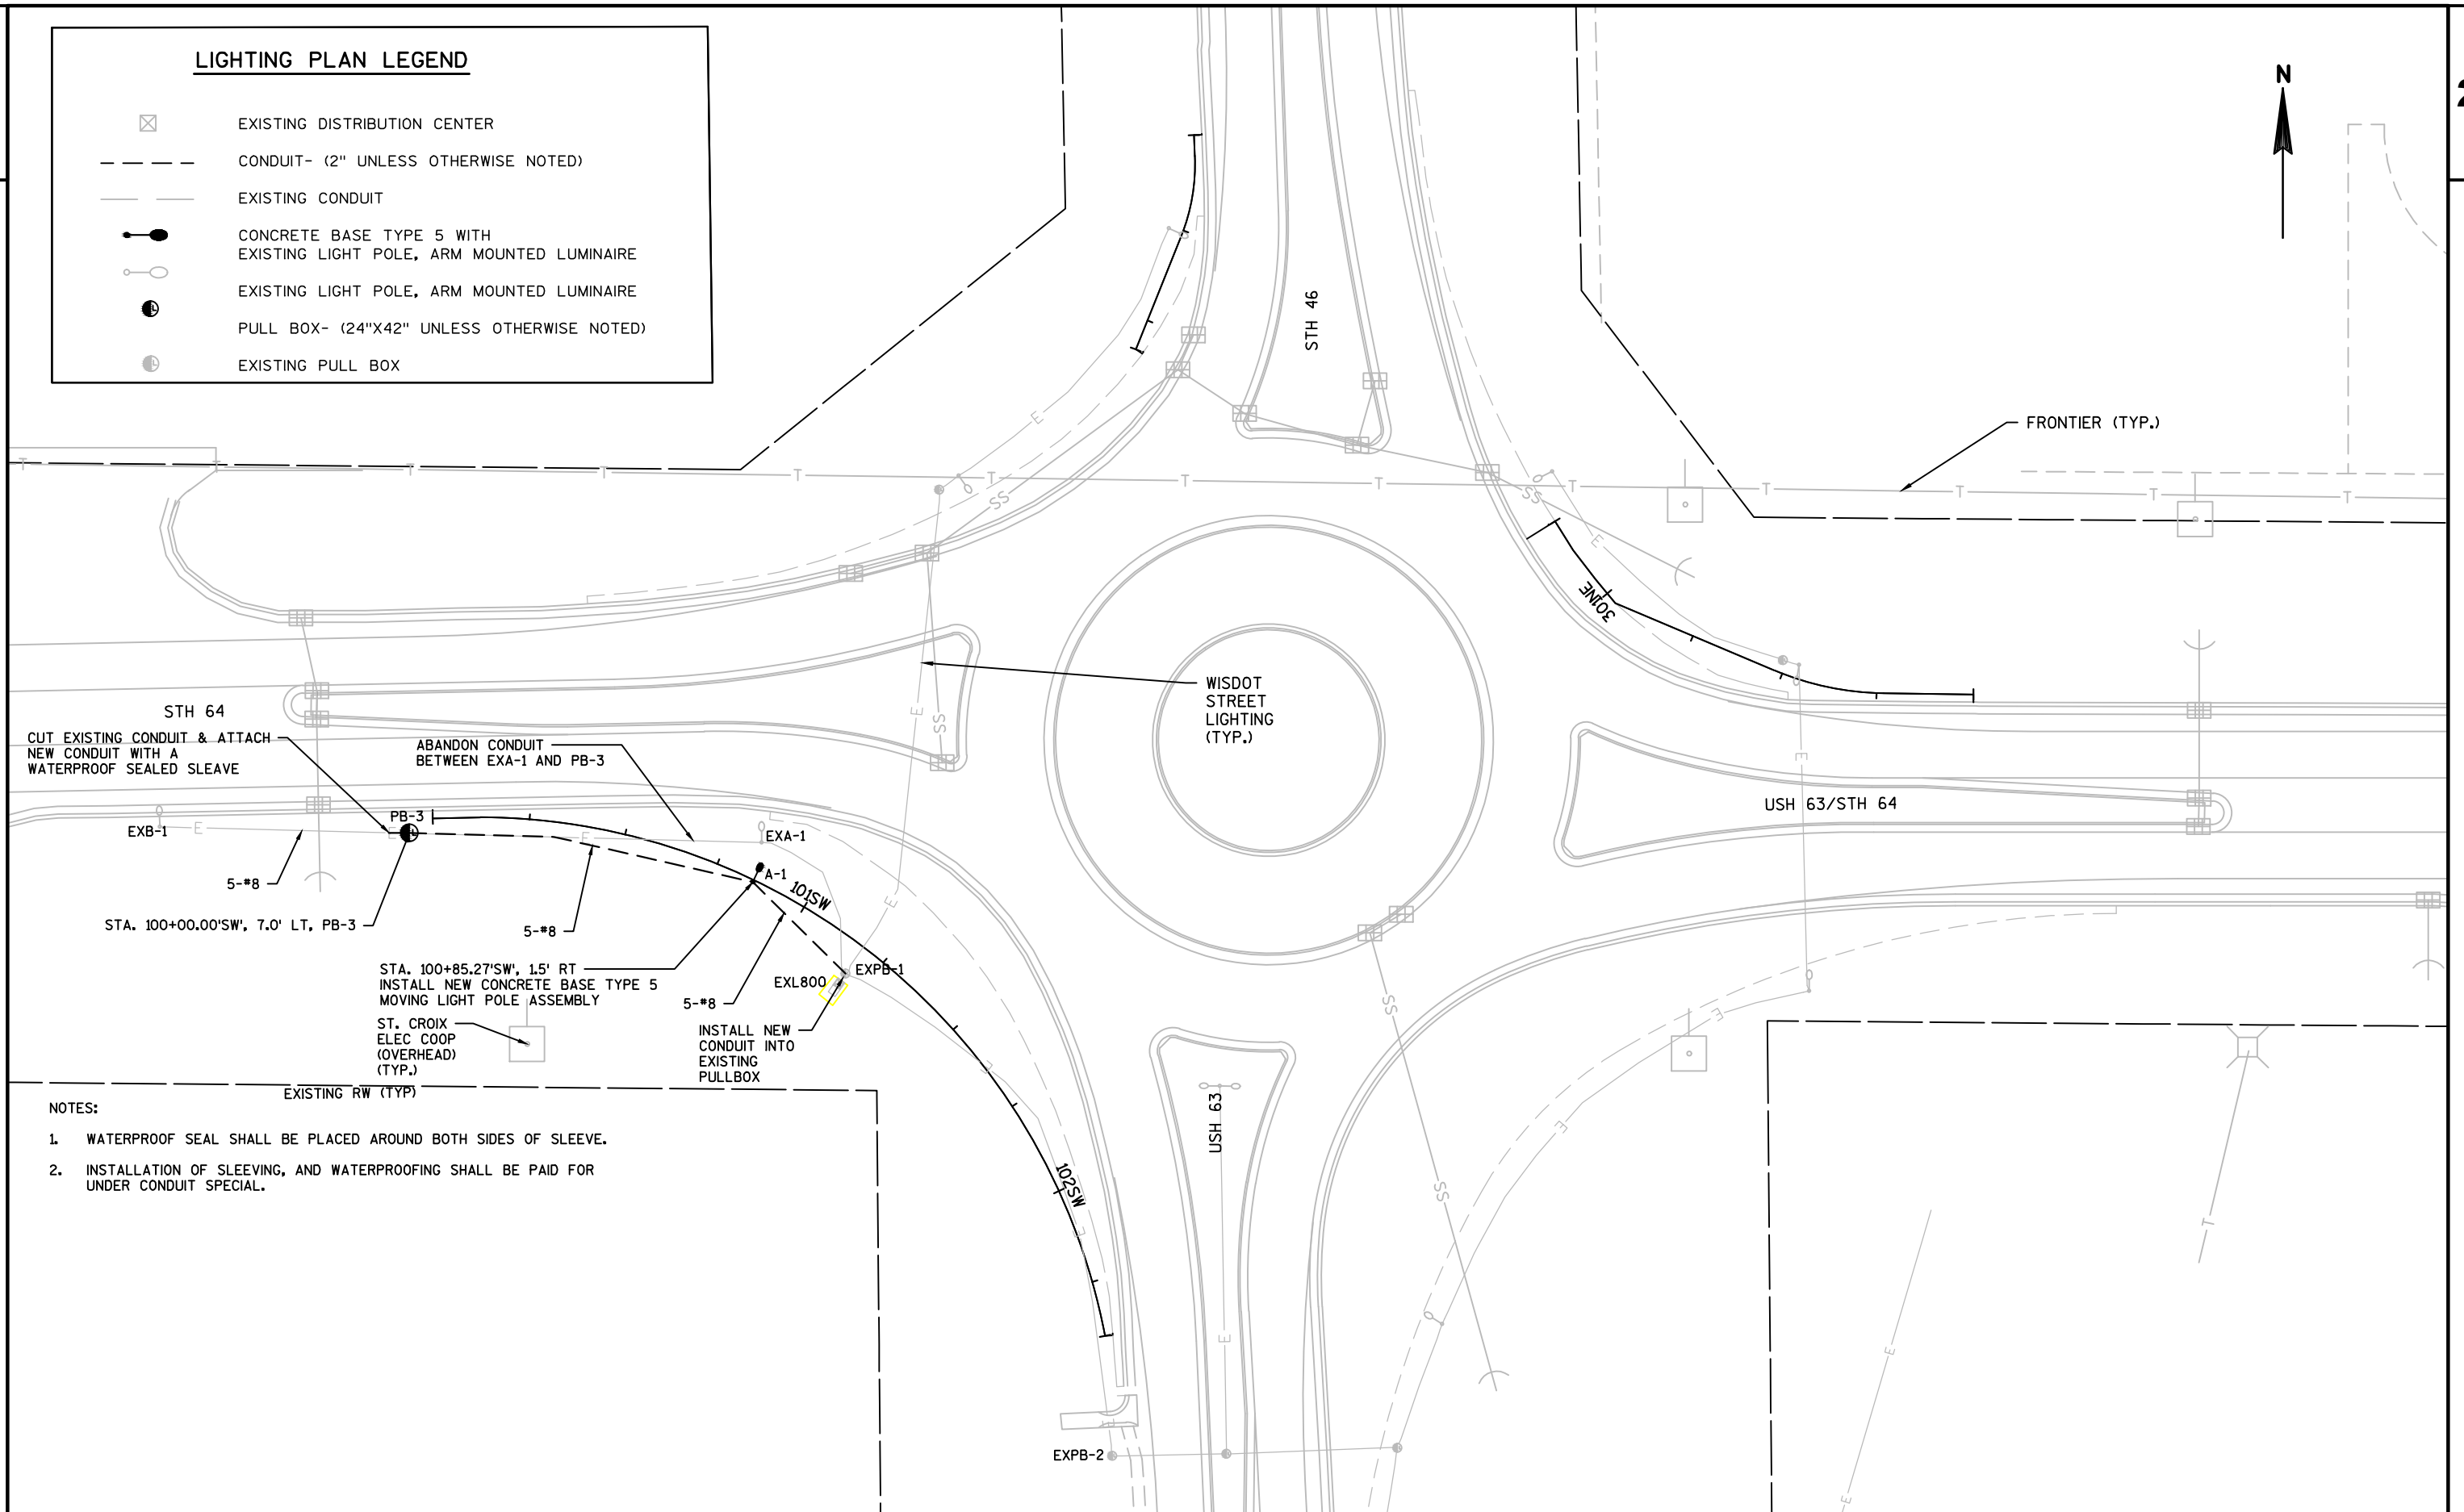 LIGHTING PLAN LEGEND
EXISTING DISTRIBUTION CENTER
CONDUIT- (2" UNLESS OTHERWISE NOTED)
EXISTING CONDUIT
CONCRETE BASE TYPE 5 WITH
EXISTING LIGHT POLE, ARM MOUNTED LUMINAIRE
EXISTING LIGHT POLE, ARM MOUNTED LUMINAIRE
PULL BOX- (24"X42" UNLESS OTHERWISE NOTED)
EXISTING PULL BOX
N
2
STH 46
FRONTIER (TYP.)
T T T T T T T T T T T T T
E
SS
SS
E
301NE
WISDOT
STREET
LIGHTING
(TYP.)
STH 64
E
SS
CUT EXISTING CONDUIT & ATTACH
NEW CONDUIT WITH A
WATERPROOF SEALED SLEAVE
ABANDON CONDUIT
BETWEEN EXA-1 AND PB-3
E
USH 63/STH 64
PB-3
EXB-1
E
E
E
EXA-1
A-1
101SW
E
5-#8
STA. 100+00.00'SW', 7.0' LT, PB-3
5-#8
STA. 100+85.27'SW', 1.5' RT
INSTALL NEW CONCRETE BASE TYPE 5
MOVING LIGHT POLE ASSEMBLY
EXPB-1
EXL800
5-#8
SS
E
ST. CROIX
ELEC COOP
(OVERHEAD)
(TYP.)
INSTALL NEW
CONDUIT INTO
EXISTING
PULLBOX
E
EXISTING RW (TYP)
NOTES:
1. WATERPROOF SEAL SHALL BE PLACED AROUND BOTH SIDES OF SLEEVE.
2. INSTALLATION OF SLEEVING, AND WATERPROOFING SHALL BE PAID FOR
UNDER CONDUIT SPECIAL.
USH 63
E
102SW
SS
T
E
E
E
EXPB-2
E